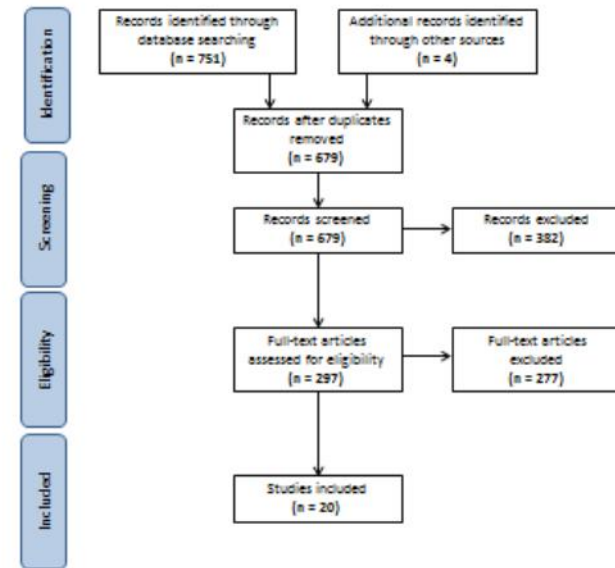 Identification
Records identified through
database searching
(n = 751)
Additional records identified
through other sources
(n = 4)
Records after duplicates
removed
(n = 679)
Screening
Records screened
(n = 679)
Records excluded
(n = 382)
Eligibility
Full-text articles
assessed for eligibility
(n = 297)
Full-text articles
excluded
(n = 277)
Included
Studies included
(n = 20)